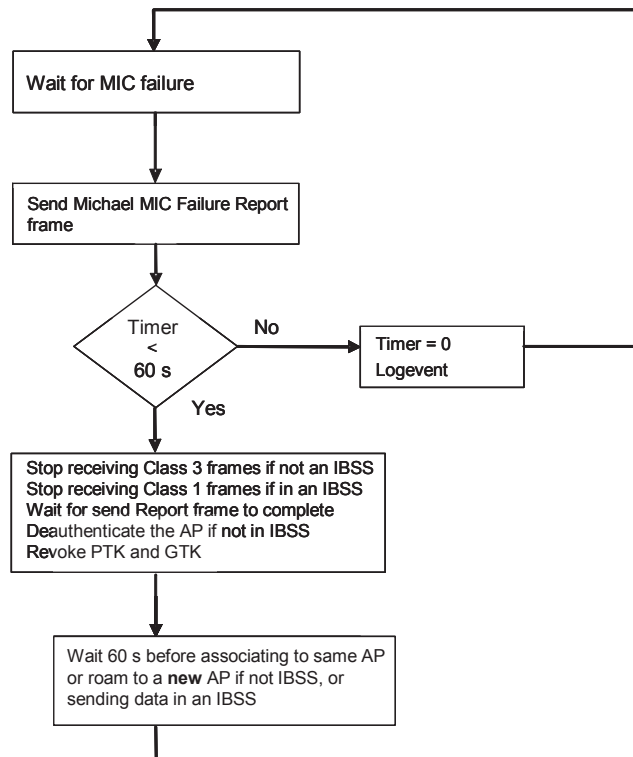 Wait for MIC failure
Send Michael MIC Failure Report
frame
Timer
<
60 s
No
Timer = 0
Logevent
Yes
Stop receiving Class 3 frames if not an IBSS
Stop receiving Class 1 frames if in an IBSS
Wait for send Report frame to complete
Deauthenticate the AP if not in IBSS
Revoke PTK and GTK
Wait 60 s before associating to same AP
or roam to a new AP if not IBSS, or
sending data in an IBSS